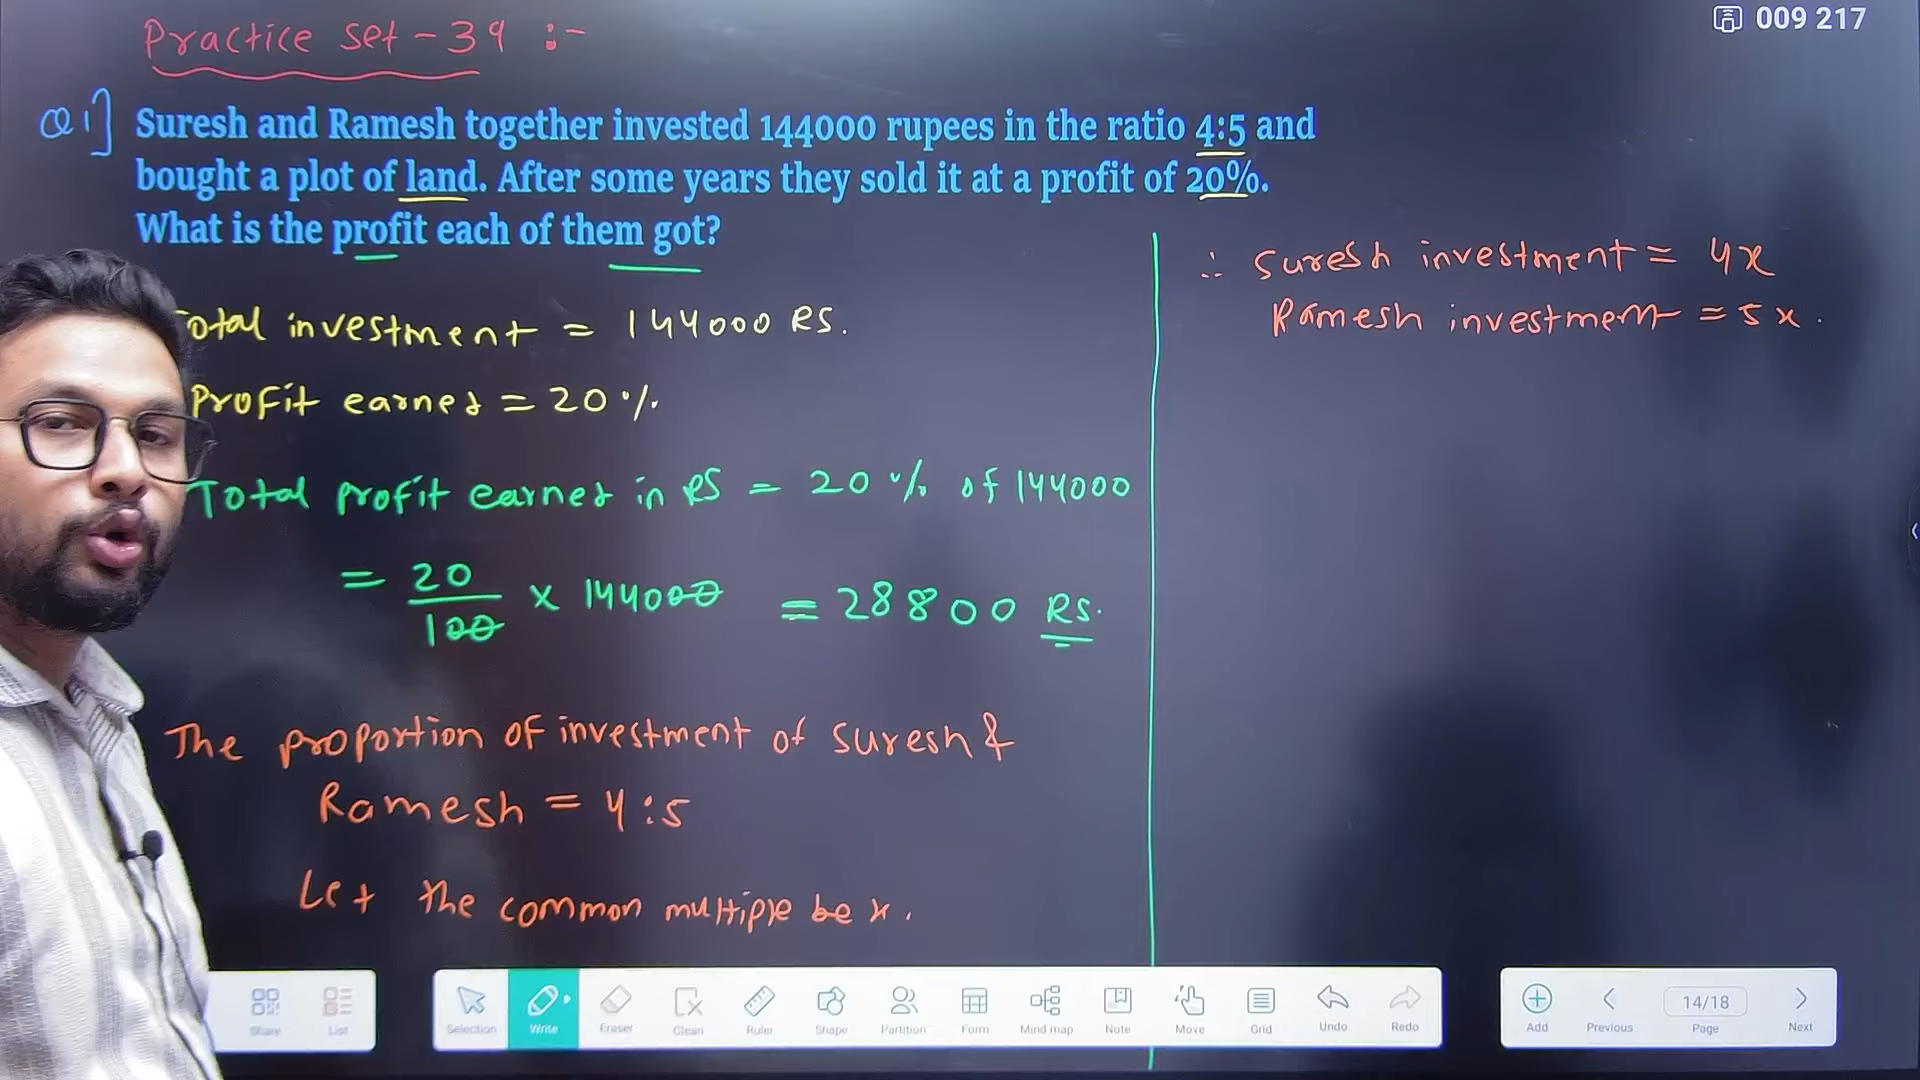 Practice set - 39 :-
009 217
Q1] Suresh and Ramesh together invested 144000 rupees in the ratio 4:5 and
bought a plot of land. After some years they sold it at a profit of 20%.
What is the profit each of them got?
Total investment = 144000 RS.
Profit earned = 20 %.
Total profit earned in RS = 20 % of 144000
= 20/100 x 144000 = 28800 RS.
The proportion of investment of suresh &
Ramesh = 4:5
Let the common multiple be x.
∴ Suresh investment = 4x
Ramesh investment = 5x.
Share List Selection Write Eraser Clean Ruler Shape Partition Form Mind map Note Move Grid Undo Redo Add Previous 14/18 Page Next